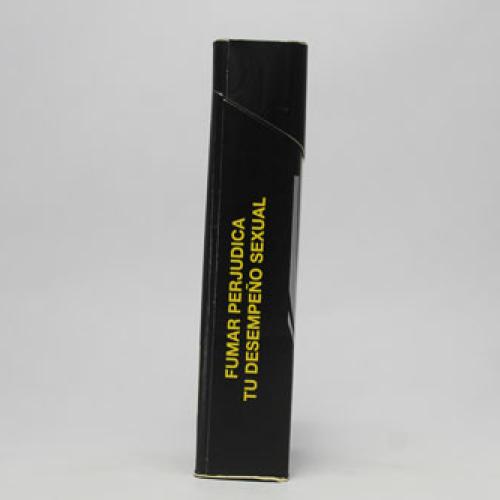 FUMAR PERJUDICA
TU DESEMPEÑO SEXUAL